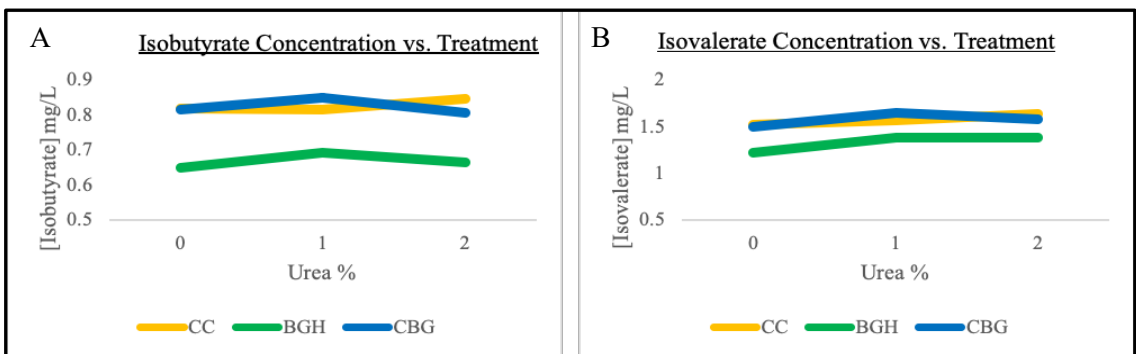 A
Isobutyrate Concentration vs. Treatment
[Isobutyrate] mg/L
0.9
0.8
0.7
0.6
0.5
0 1 2
Urea %
CC BGH CBG
B
Isovalerate Concentration vs. Treatment
[Isovalerate] mg/L
2
1.5
1
0.5
0 1 2
Urea %
CC BGH CBG